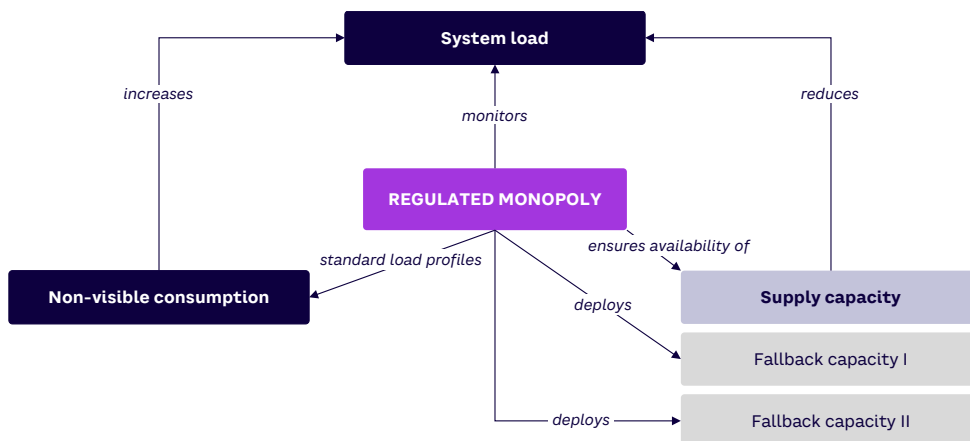 System load
increases
reduces
monitors
REGULATED MONOPOLY
ensures availability of
standard load profiles
Non-visible consumption
Supply capacity
deploys
Fallback capacity I
deploys
Fallback capacity II